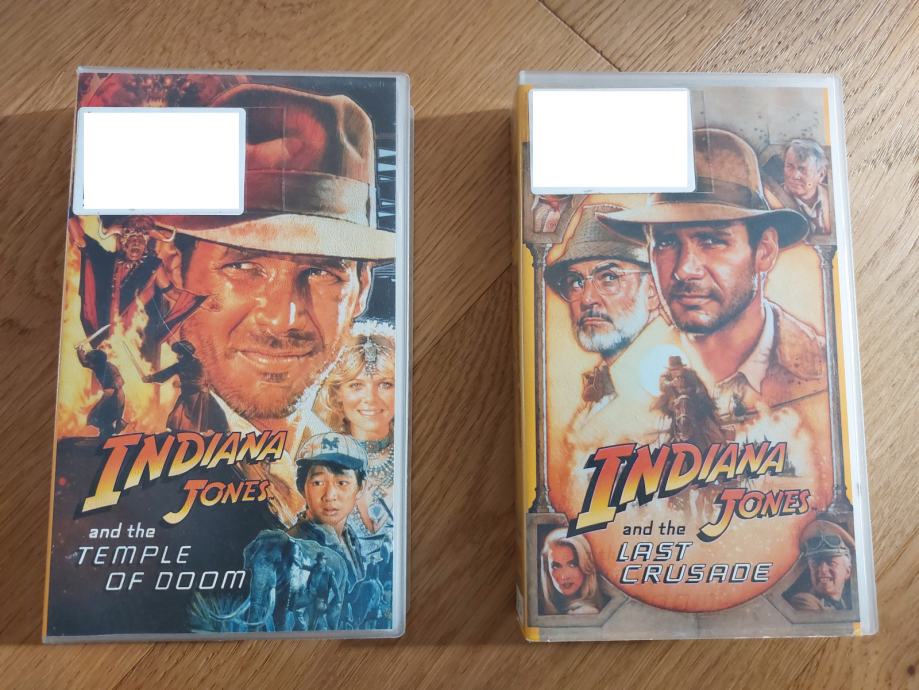 INDIANA
JONES
and the
TEMPLE
OF DOOM
INDIANA
JONES
and the
LAST
CRUSADE